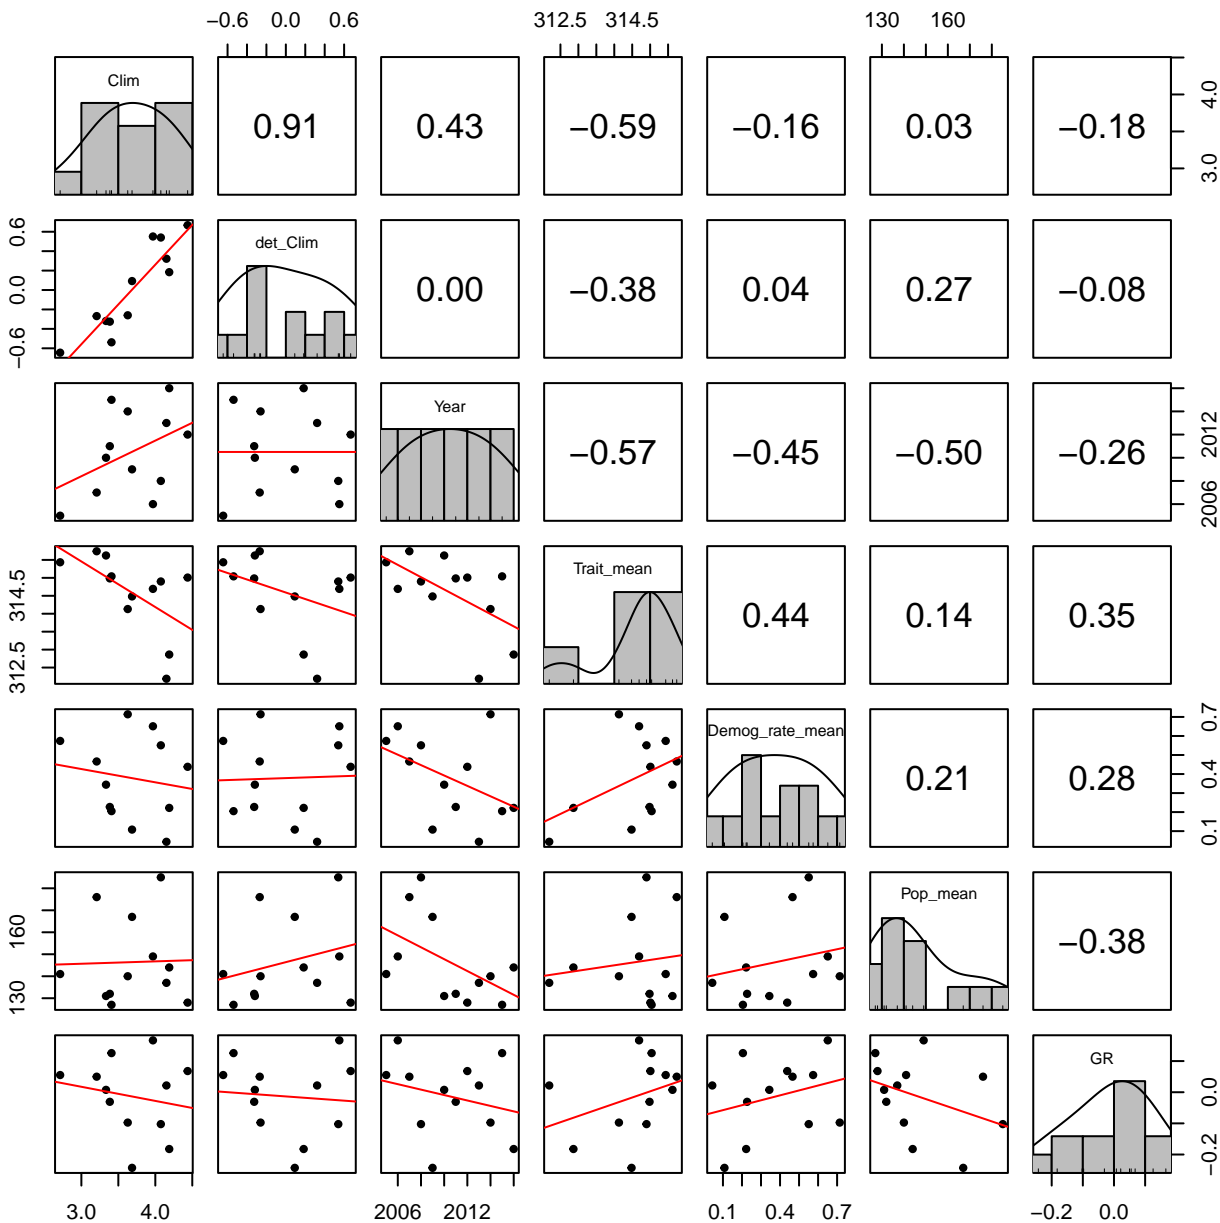 −0.6 0.0 0.6 312.5 314.5 130 160
Clim 0.91 0.43 −0.59 −0.16 0.03 −0.18 3.0 4.0
−0.6 0.0 0.6 det_Clim 0.00 −0.38 0.04 0.27 −0.08
Year −0.57 −0.45 −0.50 −0.26 2006 2012
312.5 314.5 Trait_mean 0.44 0.14 0.35
Demog_rate_mean 0.21 0.28 0.1 0.4 0.7
130 160 Pop_mean −0.38
GR −0.2 0.0
3.0 4.0 2006 2012 0.1 0.4 0.7 −0.2 0.0